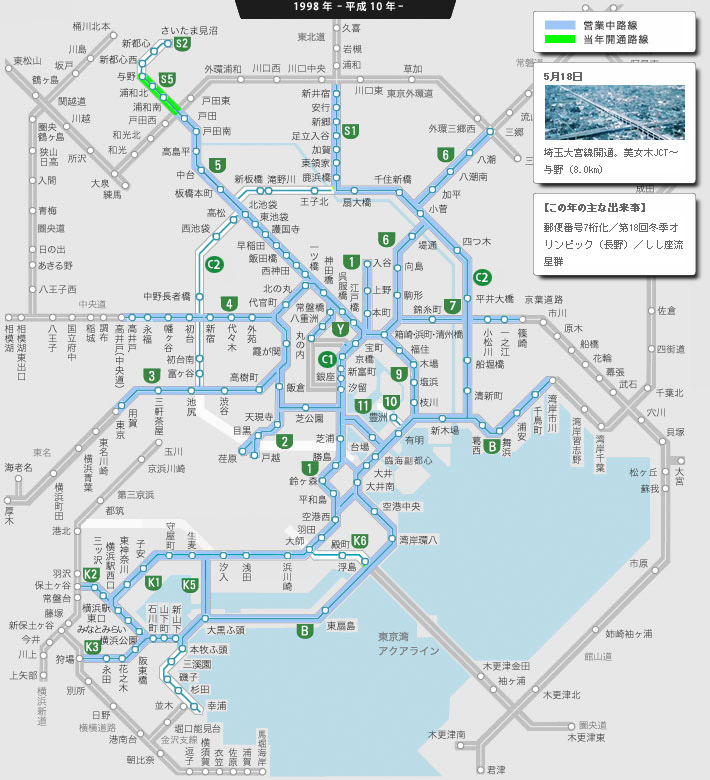 1998 年 －平成 10 年－
営業中路線
当年開通路線
5月18日
埼玉大宮線開通。美女木JCT〜
与野（8.0km）
【この年の主な出来事】
郵便番号7桁化／第18回冬季オ
リンピック（長野）／しし座流
星群
桶川北本
さいたま見沼
新都心
S2
川島
新都心西
東松山
坂戸
与野
S5
鶴ヶ島
浦和北
関越道
浦和南
川越
戸田西
戸田東
戸田
戸田南
圏央
鶴ヶ島
和光北
和光
狭山
日高
所沢
高島平
大泉
練馬
中台
5
板橋本町
入間
青梅
圏央道
日の出
あきる野
八王子西
外環浦和
川口西
川口中央
東北道
久喜
岩槻
浦和
草加
川口東
東京外環道
新井宿
安行
新郷
足立入谷
加賀
東領家
鹿浜橋
S1
外環三郷西
三郷
常磐道
流山
八潮
6
八潮南
加平
成田
新板橋
滝野川
王子北
扇大橋
千住新橋
小菅
北池袋
高松
東池袋
護国寺
西池袋
早稲田
飯田橋
西神田
C2
一ツ橋
神田橋
呉服橋
江戸橋
1
入谷
上野
本町
6
堤通
向島
駒形
錦糸町
四つ木
C2
平井大橋
7
小松川
一之江
篠崎
船堀橋
京葉道路
市川
原木
船橋
花輪
幕張
武石
佐倉
四街道
千葉北
穴川
貝塚
大宮
松ヶ丘
蘇我
市原
北の丸
代官町
常盤橋
八重洲
丸の内
Y
霞が関
C1
銀座
宝町
京橋
新富町
汐留
箱崎・浜町・清洲橋
福住
木場
塩浜
枝川
9
11
10
豊洲
清新町
新木場
葛西
舞浜
浦安
千鳥町
湾岸市川
湾岸習志野
湾岸千葉
B
中央道
相模湖
相模湖東出口
八王子
国立府中
稲城
調布
高井戸(中央道)
高井戸
永福
幡ヶ谷
初台
新宿
代々木
外苑
4
中野長者橋
初台南
富ヶ谷
高樹町
飯倉
3
東京
用賀
三軒茶屋
池尻
渋谷
天現寺
目黒
荏原
戸越
2
芝公園
芝浦
勝島
1
鈴ヶ森
平和島
空港西
羽田
大師
台場
有明
臨海副都心
大井
大井南
空港中央
湾岸環八
東名
海老名
厚木
横浜町田
横浜青葉
東名川崎
玉川
京浜川崎
第三京浜
都筑
港北
羽沢
保土ヶ谷
常盤台
藤塚
新保土ヶ谷
今井
川上
上矢部
横浜新道
狩場
三ッ沢
横浜駅西口
東神奈川
子安
守屋町
生麦
K2
K1
K5
汐入
浅田
浜川崎
殿町
K6
浮島
横浜駅
東口
みなとみらい
横浜公園
石川町
山下町
新山下
K3
永田
花之木
阪東橋
大黒ふ頭
本牧ふ頭
三溪園
磯子
杉田
幸浦
並木
堀口能見台
別所
日野
横横道路
港南台
金沢支線
朝比奈
逗子
横須賀
衣笠
佐原
浦賀
馬堀海岸
B
東扇島
東京湾
アクアライン
木更津金田
袖ヶ浦
木更津北
姉崎袖ヶ浦
館山道
圏央道
木更津東
木更津南
君津